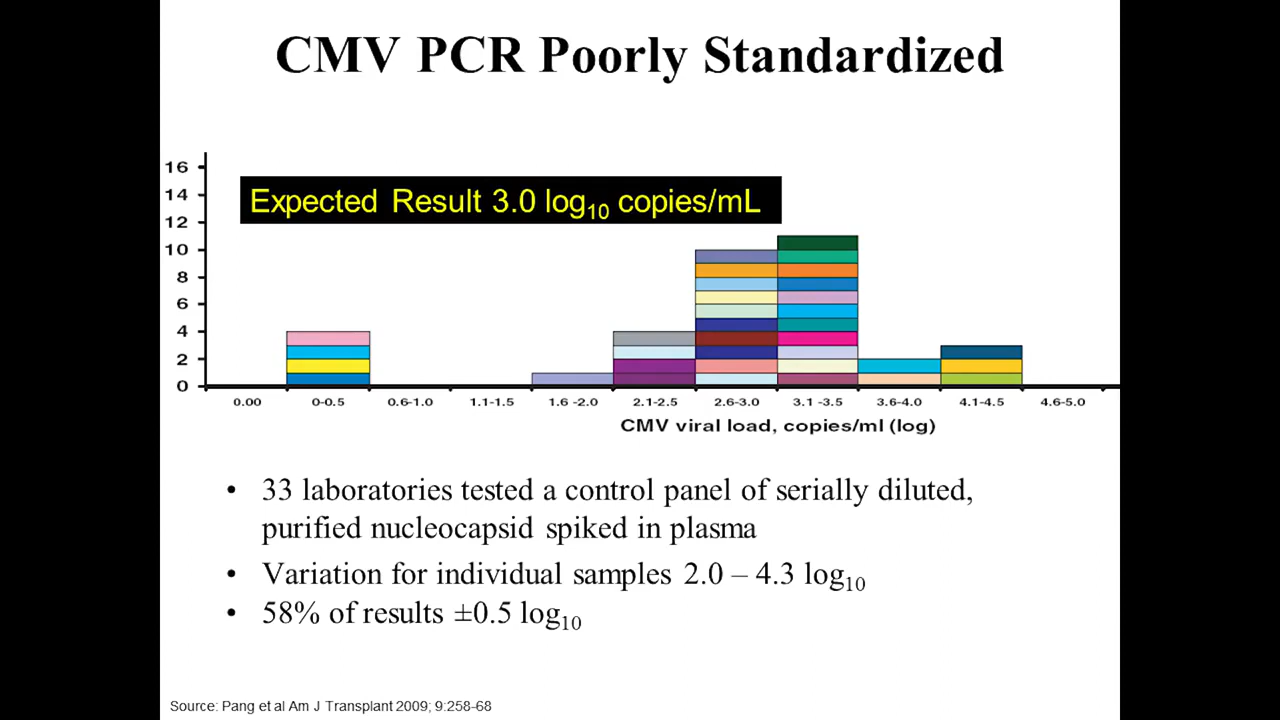 CMV PCR Poorly Standardized
16
14
12
10
8
6
4
2
0
Expected Result 3.0 log10 copies/mL
0.00 0-0.5 0.6-1.0 1.1-1.5 1.6 -2.0 2.1-2.5 2.6-3.0 3.1 -3.5 3.6-4.0 4.1-4.5 4.6-5.0
CMV viral load, copies/ml (log)
• 33 laboratories tested a control panel of serially diluted,
purified nucleocapsid spiked in plasma
• Variation for individual samples 2.0 – 4.3 log10
• 58% of results ±0.5 log10
Source: Pang et al Am J Transplant 2009; 9:258-68